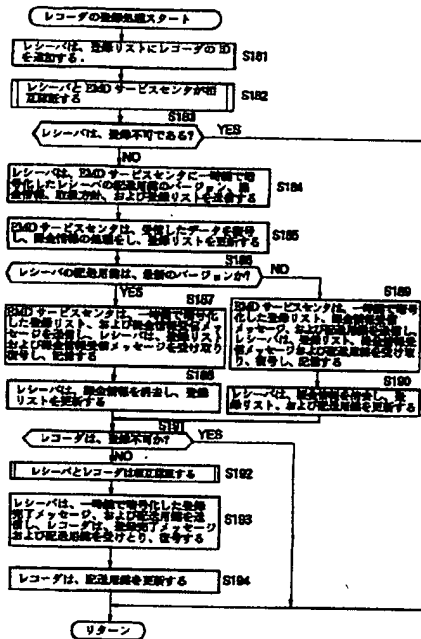 レコーダの登録処理スタート
レシーバは、登録リストにレコーダのID
を追加する.
S181
レシーバと EMD サービスセンタが相
互認証する
S182
S183
レシーバは、登録不可である?
YES
NO
レシーバは、EMD サービスセンタに一時鍵で暗
号化したレシーバの配送用鍵のバージョン、課
金情報、取扱方針、および登録リストを送信する
S184
EMD サービスセンタは、受信したデータを復号
し、課金情報の処理をし、登録リストを更新する
S185
S186
レシーバの配送用鍵は、最新のバージョンか?
NO
YES
S187
S189
EMD サービスセンタは、一時鍵で暗号化
した登録リスト、および課金情報受信メッ
セージを送信し、レシーバは、登録リスト
および課金情報受信メッセージを受け取り
復号し、記憶する
EMD サービスセンタは、一時鍵で暗号
化した登録リスト、課金情報受信
メッセージ、および配送用鍵を送信し
レシーバは、登録リスト、課金情報受
信メッセージおよび配送用鍵を受け取
り、復号し、記憶する
S188
S190
レシーバは、課金情報を消去し、登録
リストを更新する
レシーバは、課金情報を消去し、登
録リスト、および配送用鍵を更新する
S191
レコーダは、登録不可か?
YES
NO
レシーバとレコーダは相互認証する
S192
レシーバは、一時鍵で暗号化した登録
完了メッセージ、および配送用鍵を送
信し、レコーダは、登録完了メッセージ
および配送用鍵を受けとり、復号する
S193
レコーダは、配送用鍵を更新する
S194
リターン